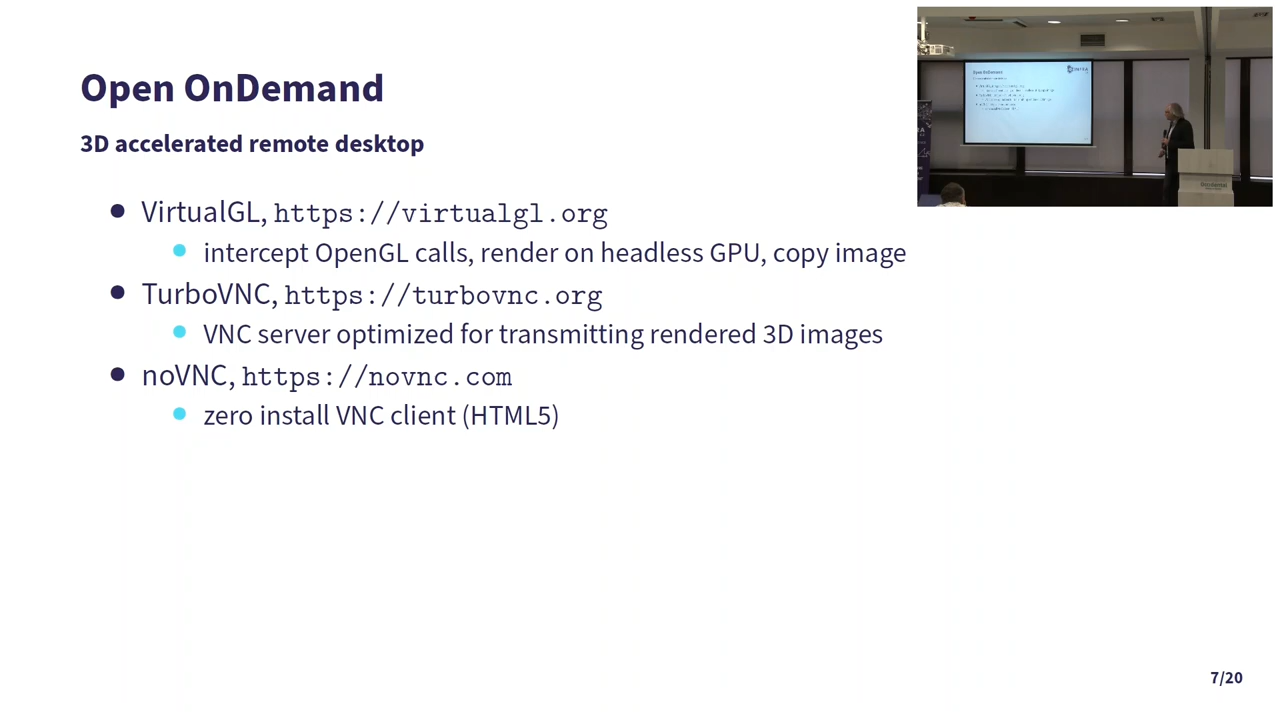 Open OnDemand
3D accelerated remote desktop
VirtualGL, https://virtualgl.org
intercept OpenGL calls, render on headless GPU, copy image
TurboVNC, https://turbovnc.org
VNC server optimized for transmitting rendered 3D images
noVNC, https://novnc.com
zero install VNC client (HTML5)
7/20